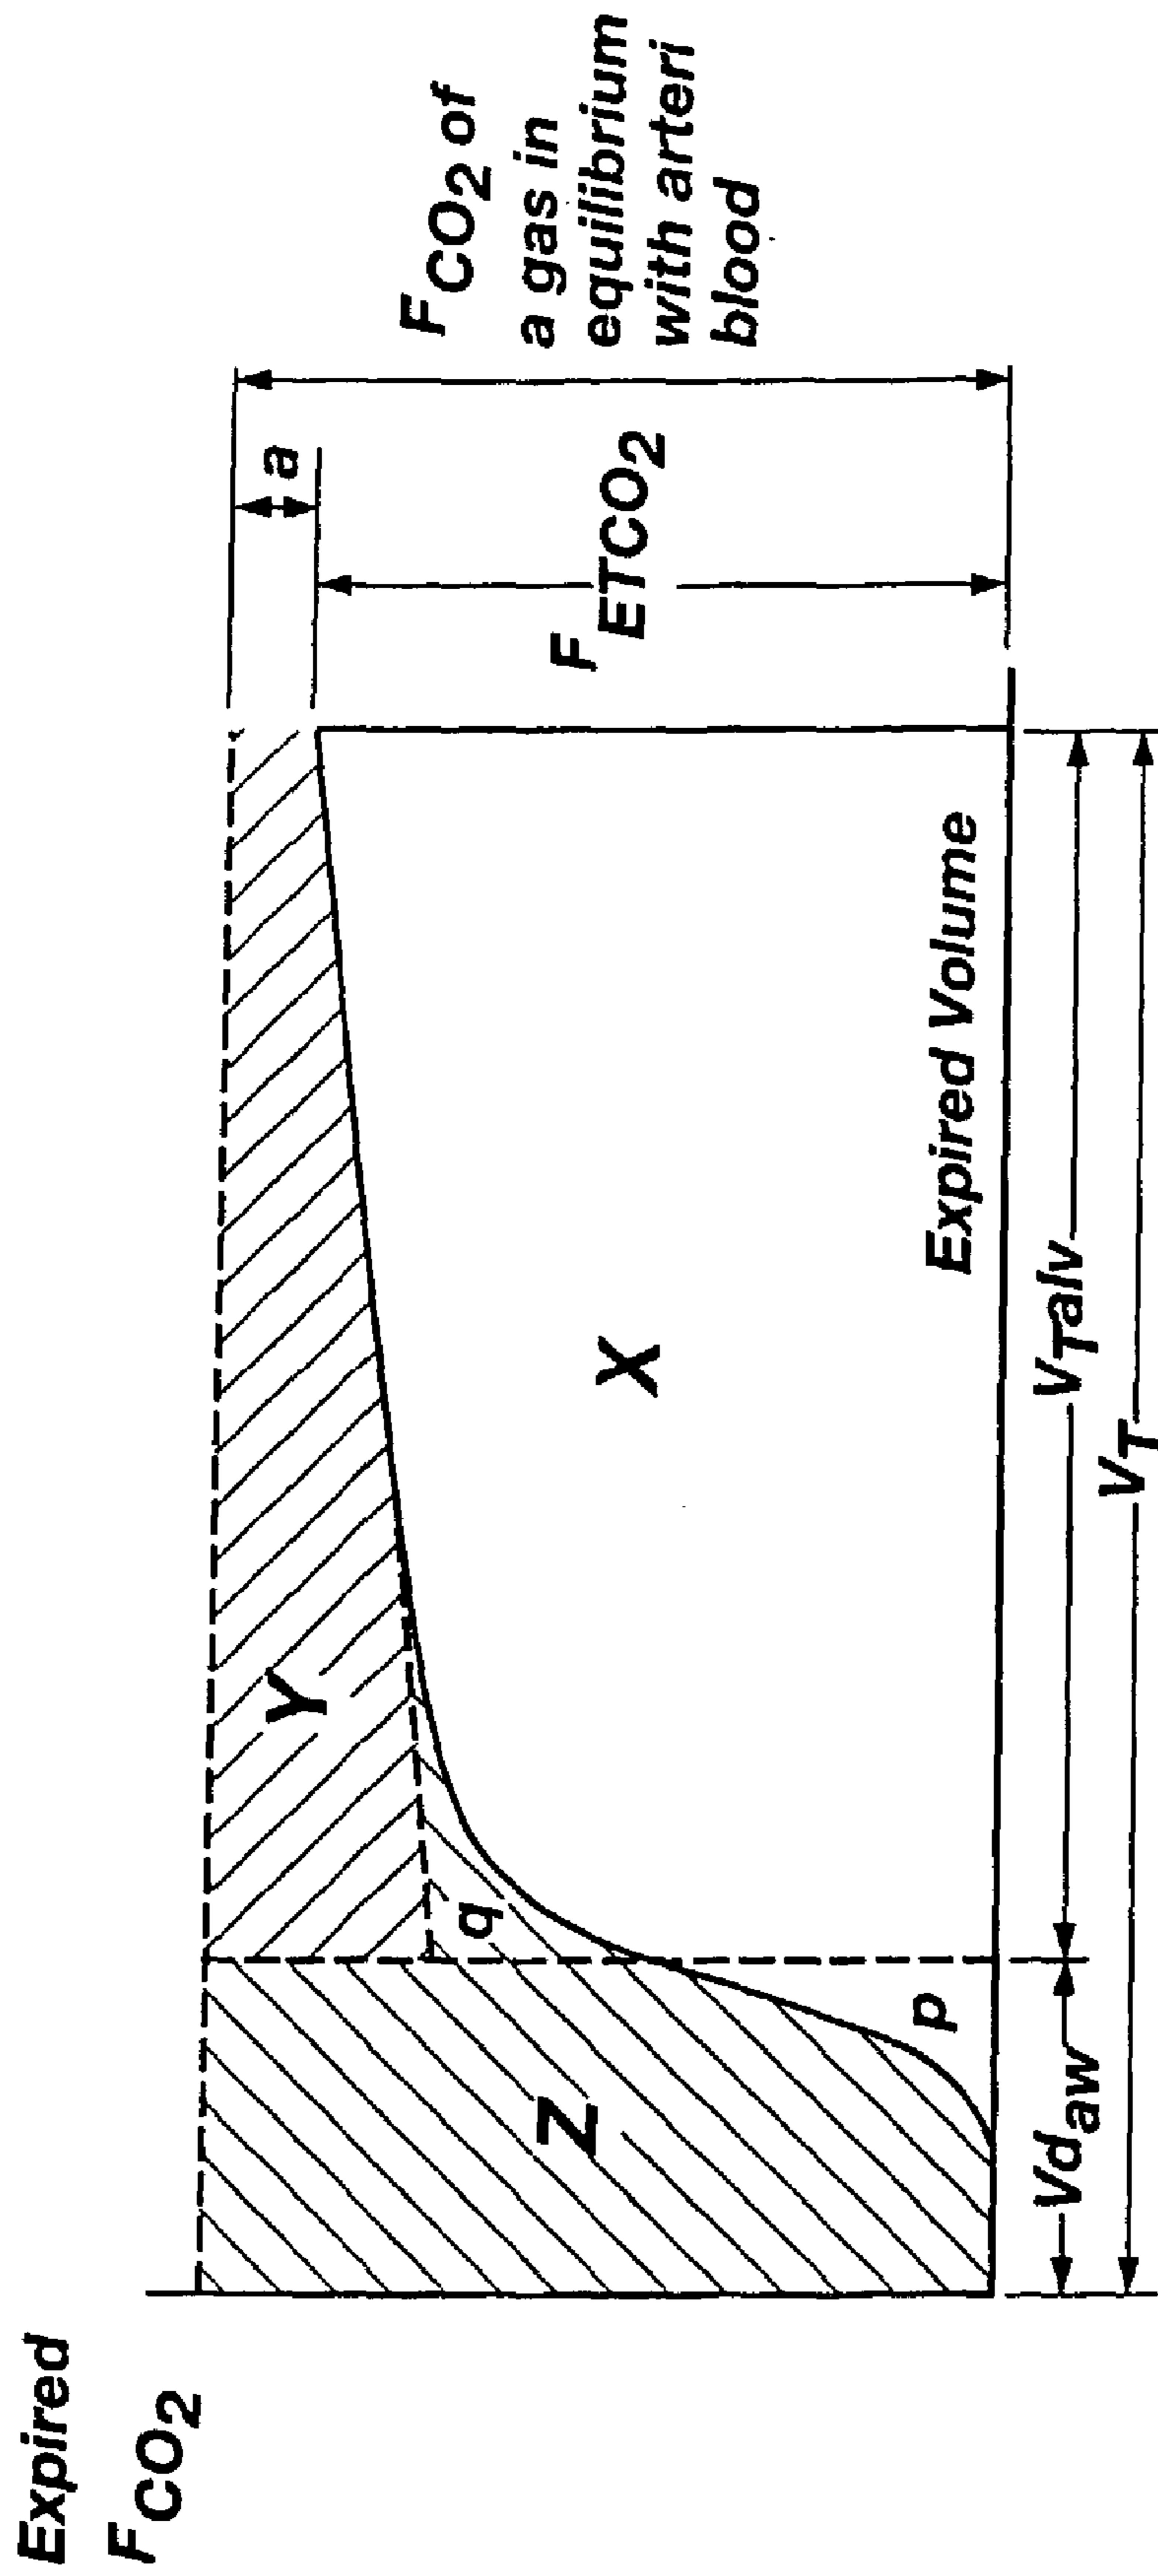 Expired
FCO2
FCO2 of
a gas in
equilibrium
with arteri
blood
a
FETCO2
Y
X
Z
q
p
Expired Volume
Vdaw
VTalv
VT